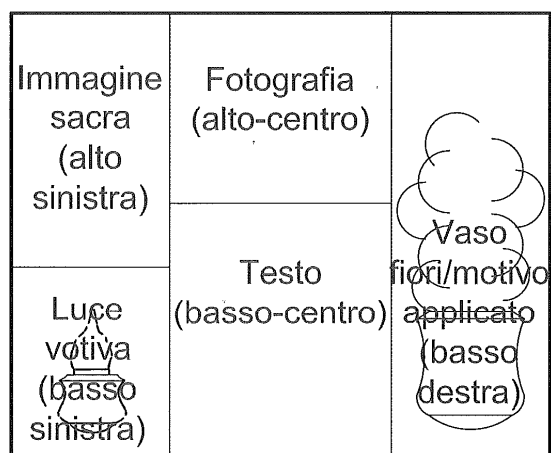 Immagine
sacra
(alto
sinistra)
Fotografia
(alto-centro)
Luce
votiva
(basso
sinistra)
Testo
(basso-centro)
Vaso
fiori/motivo
applicato
(basso
destra)